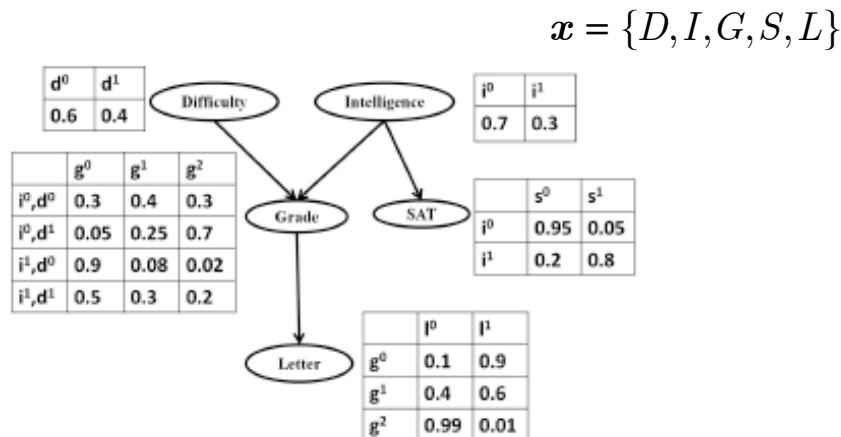 x = {D, I, G, S, L}
d⁰ d¹
0.6 0.4
Difficulty
Intelligence
i⁰ i¹
0.7 0.3
g⁰ g¹ g²
i⁰,d⁰ 0.3 0.4 0.3
i⁰,d¹ 0.05 0.25 0.7
i¹,d⁰ 0.9 0.08 0.02
i¹,d¹ 0.5 0.3 0.2
Grade
SAT
s⁰ s¹
i⁰ 0.95 0.05
i¹ 0.2 0.8
Letter
l⁰ l¹
g⁰ 0.1 0.9
g¹ 0.4 0.6
g² 0.99 0.01